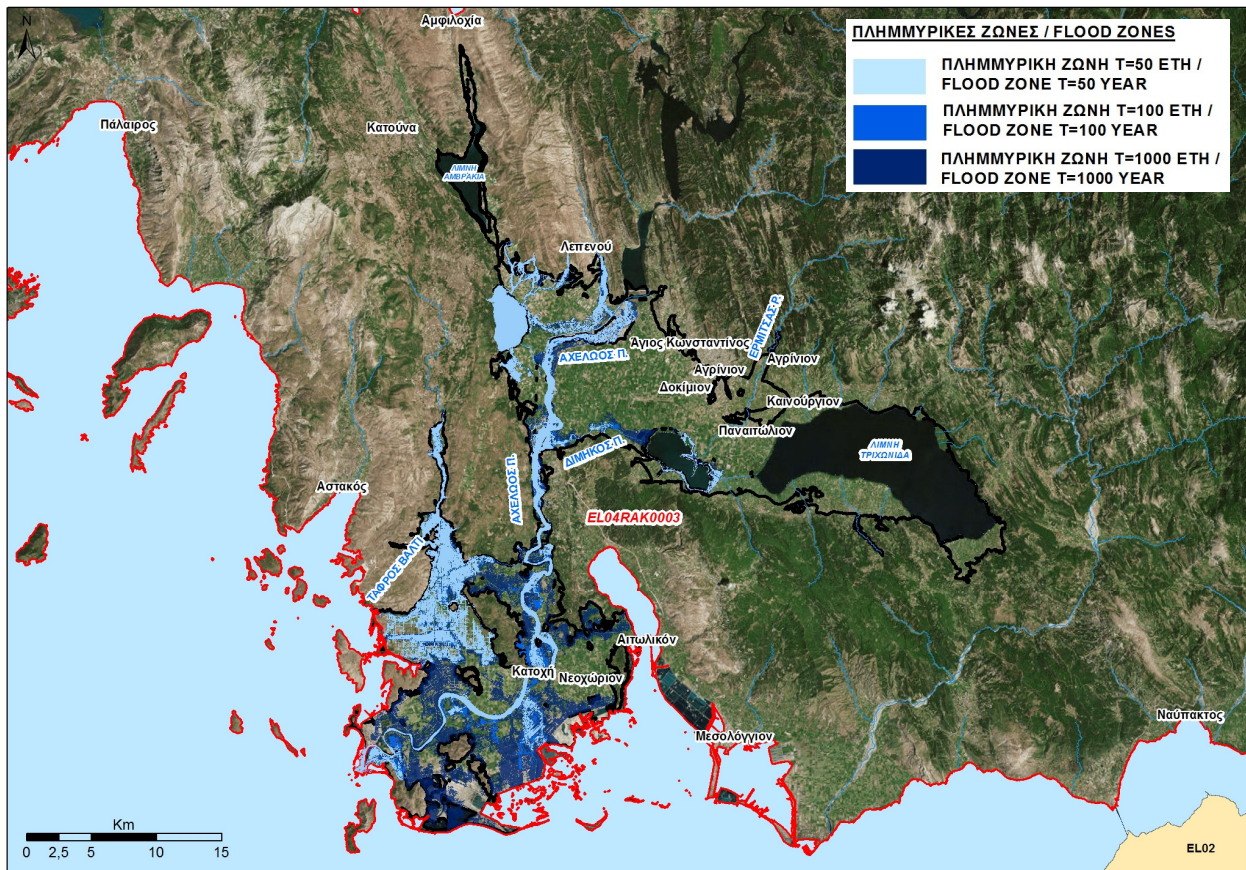 N
Αμφιλοχία
ΠΛΗΜΜΥΡΙΚΕΣ ΖΩΝΕΣ / FLOOD ZONES
ΠΛΗΜΜΥΡΙΚΗ ΖΩΝΗ Τ=50 ΕΤΗ /
FLOOD ZONE T=50 YEAR
ΠΛΗΜΜΥΡΙΚΗ ΖΩΝΗ Τ=100 ΕΤΗ /
FLOOD ZONE T=100 YEAR
ΠΛΗΜΜΥΡΙΚΗ ΖΩΝΗ Τ=1000 ΕΤΗ /
FLOOD ZONE T=1000 YEAR
Πάλαιρος
Κατούνα
ΛΙΜΝΗ
ΑΜΒΡΑΚΙΑ
Λεπενού
ΕΡΜΙΤΣΑΣ Ρ.
Άγιος Κωνσταντίνος
ΑΧΕΛΩΟΣ Π.
Αγρίνιον
Αγρίνιον
Δοκίμιον
Καινούργιον
Παναιτώλιον
ΛΙΜΝΗ
ΤΡΙΧΩΝΙΔΑ
ΔΙΜΗΚΟΣ Π.
ΑΧΕΛΩΟΣ Π.
Αστακός
EL04RAK0003
ΤΑΦΡΟΣ ΒΑΛΤΙ
Αιτωλικόν
Κατοχή
Νεοχώριον
Ναύπακτος
Μεσολόγγιον
Km
0 2,5 5 10 15
EL02